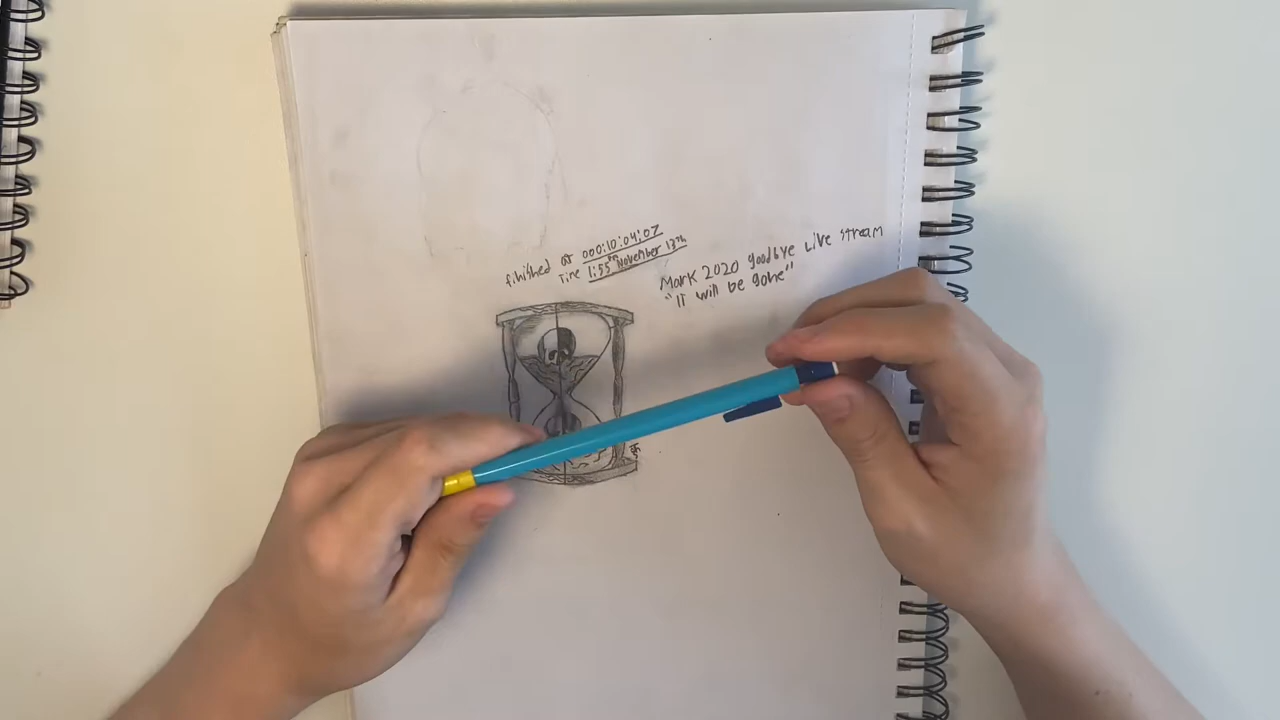 finished at 000:10:04:07
Time 1:55 November 13th
Mark 2020 goodbye Live stream
"It will be gone"